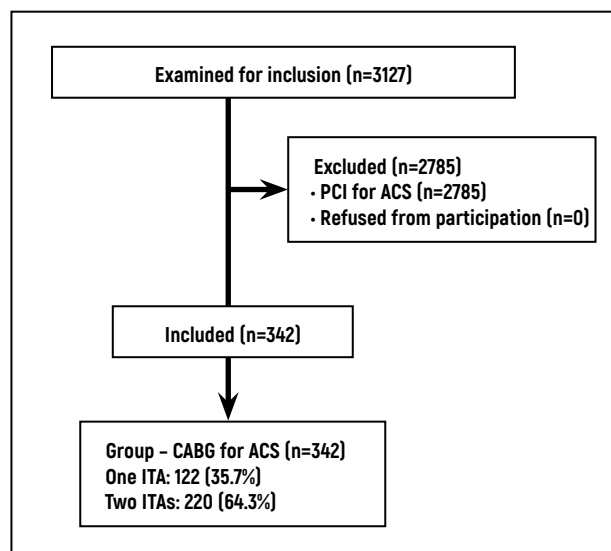 Examined for inclusion (n=3127)
Excluded (n=2785)
· PCI for ACS (n=2785)
· Refused from participation (n=0)
Included (n=342)
Group – CABG for ACS (n=342)
One ITA: 122 (35.7%)
Two ITAs: 220 (64.3%)